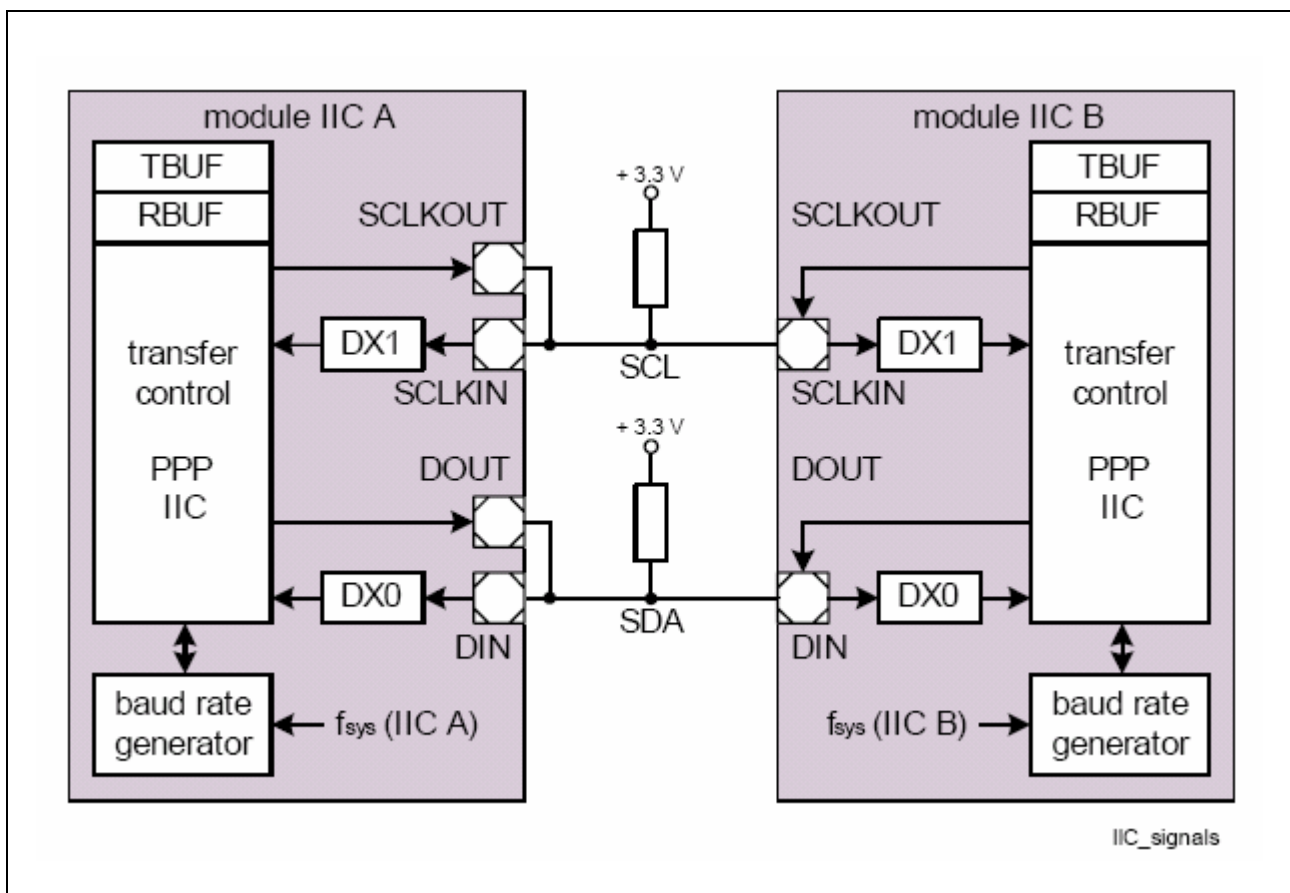 module IIC A
TBUF
RBUF
transfer
control
PPP
IIC
SCLKOUT
DX1
SCLKIN
DOUT
DX0
DIN
baud rate
generator
fsys (IIC A)
+ 3.3 V
SCL
+ 3.3 V
SDA
module IIC B
TBUF
RBUF
SCLKOUT
DX1
SCLKIN
DOUT
DX0
DIN
transfer
control
PPP
IIC
fsys (IIC B)
baud rate
generator
IIC_signals